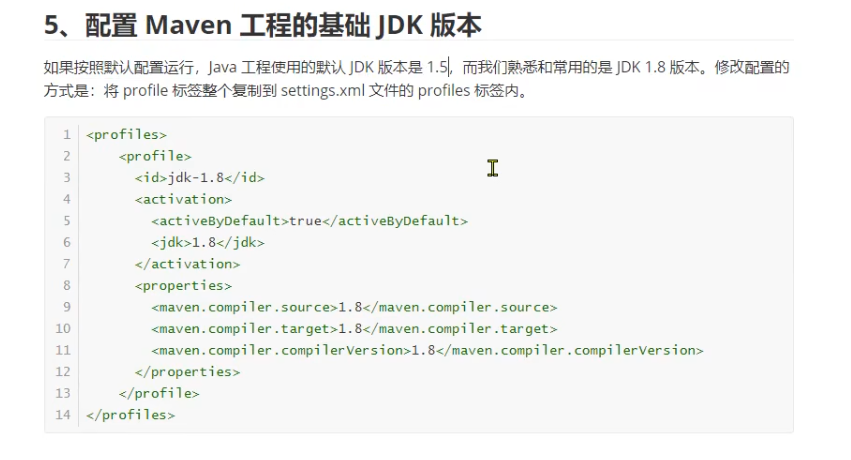 5、配置 Maven 工程的基础 JDK 版本
如果按照默认配置运行，Java 工程使用的默认 JDK 版本是 1.5，而我们熟悉和常用的是 JDK 1.8 版本。修改配置的
方式是：将 profile 标签整个复制到 settings.xml 文件的 profiles 标签内。
1 <profiles>
2     <profile>
3       <id>jdk-1.8</id>
4       <activation>
5         <activeByDefault>true</activeByDefault>
6         <jdk>1.8</jdk>
7       </activation>
8       <properties>
9         <maven.compiler.source>1.8</maven.compiler.source>
10         <maven.compiler.target>1.8</maven.compiler.target>
11         <maven.compiler.compilerVersion>1.8</maven.compiler.compilerVersion>
12       </properties>
13     </profile>
14 </profiles>